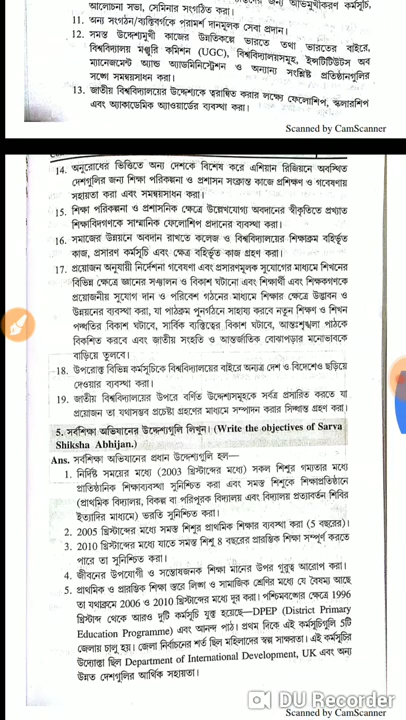 আলোচনা সভা, সেমিনার সংগঠিত করা।
11. অন্য সংগঠন/ব্যক্তিবর্গকে পরামর্শ দানমূলক সেবা প্রদান।
12. সমস্ত উদ্দেশ্যমুখী কাজের উন্নতিকল্পে ভারতে তথা ভারতের বাইরে,
বিশ্ববিদ্যালয় মঞ্জুরি কমিশন (UGC), বিশ্ববিদ্যালয়সমূহ, ইন্সটিটিউটস অব
ম্যানেজমেন্ট অ্যান্ড অ্যাডমিনিস্ট্রেশন ও অন্যান্য সংশ্লিষ্ট প্রতিষ্ঠানগুলির
সঙ্গে সমন্বয়সাধন করা।
13. জাতীয় বিশ্ববিদ্যালয়ের উদ্দেশ্যকে ত্বরান্বিত করার লক্ষ্যে ফেলোশিপ, স্কলারশিপ
এবং অ্যাকাডেমিক অ্যাওয়ার্ডের ব্যবস্থা করা।
Scanned by CamScanner
14. অনুরোধের ভিত্তিতে অন্য দেশকে বিশেষ করে এশিয়ান রিজিয়নে অবস্থিত
দেশগুলির জন্য শিক্ষা পরিকল্পনা ও প্রশাসন সংক্রান্ত কাজে প্রশিক্ষণ ও গবেষণায়
সহায়তা করা এবং সমন্বয়সাধন করা।
15. শিক্ষা পরিকল্পনা ও প্রশাসনিক ক্ষেত্রে উল্লেখযোগ্য অবদানের স্বীকৃতিতে প্রখ্যাত
শিক্ষাবিদগণকে সাম্মানিক ফেলোশিপ প্রদানের ব্যবস্থা করা।
16. সমাজের উন্নয়নে অবদান রাখতে কলেজ ও বিশ্ববিদ্যালয়ের শিক্ষাক্রম বহির্ভূত
কাজ, প্রসারণ কর্মসূচি এবং ক্ষেত্র বহির্ভূত কাজ গ্রহণ করা।
17. প্রয়োজন অনুযায়ী নির্দেশনা গবেষণা এবং প্রসারণমূলক সুযোগের মাধ্যমে শিখনের
বিভিন্ন ক্ষেত্রে জ্ঞানের সঞ্চালন ও বিকাশ ঘটানো এবং শিক্ষার্থী এবং শিক্ষকগণকে
প্রয়োজনীয় সুযোগ দান ও পরিবেশ গঠনের মাধ্যমে শিক্ষার ক্ষেত্রে উদ্ভাবন ও
উন্নয়নের ব্যবস্থা করা, যা পাঠক্রম পুনর্গঠনে সাহায্য করবে নতুন শিক্ষণ ও শিখন
পদ্ধতির বিকাশ ঘটাবে, সার্বিক ব্যক্তিত্বের বিকাশ ঘটাবে, আন্তঃশৃঙ্খলা পাঠকে
বিকশিত করবে এবং জাতীয় সংহতি ও আন্তর্জাতিক বোঝাপড়ার মনোভাবকে
বাড়িয়ে তুলবে।
18. উপরোক্ত বিভিন্ন কর্মসূচিকে বিশ্ববিদ্যালয়ের বাইরে অন্যত্র দেশ ও বিদেশেও ছড়িয়ে
দেওয়ার ব্যবস্থা করা।
19. জাতীয় বিশ্ববিদ্যালয়ের উপরে বর্ণিত উদ্দেশ্যসমূহকে সর্বত্র প্রসারিত করতে যা
প্রয়োজন তা যথাসম্ভব প্রচেষ্টা গ্রহণের মাধ্যমে সম্পাদন করার সিদ্ধান্ত গ্রহণ করা।
5. সর্বশিক্ষা অভিযানের উদ্দেশ্যগুলি লিখুন। (Write the objectives of Sarva
Shiksha Abhijan.)
Ans. সর্বশিক্ষা অভিযানের প্রধান উদ্দেশ্যগুলি হল—
1. নির্দিষ্ট সময়ের মধ্যে (2003 খ্রিস্টাব্দের মধ্যে) সকল শিশুর গম্যতার মধ্যে
প্রাতিষ্ঠানিক শিক্ষাব্যবস্থা সুনিশ্চিত করা এবং সমস্ত শিশুকে শিক্ষাপ্রতিষ্ঠানে
(প্রাথমিক বিদ্যালয়, বিকল্প বা পরিপূরক বিদ্যালয় এবং বিদ্যালয় প্রত্যাবর্তন শিবির
ইত্যাদির মাধ্যমে) ভরতি সুনিশ্চিত করা।
2. 2005 খ্রিস্টাব্দের মধ্যে সমস্ত শিশুর প্রাথমিক শিক্ষার ব্যবস্থা করা (5 বছরের)।
3. 2010 খ্রিস্টাব্দের মধ্যে যাতে সমস্ত শিশু 8 বছরের প্রারম্ভিক শিক্ষা সম্পূর্ণ করতে
পারে তা সুনিশ্চিত করা।
4. জীবনের উপযোগী ও সন্তোষজনক শিক্ষা মানের উপর গুরুত্ব আরোপ করা।
5. প্রাথমিক ও প্রারম্ভিক শিক্ষা স্তরে লিঙ্গ ও সামাজিক শ্রেণির মধ্যে যে বৈষম্য আছে
তা যথাক্রমে 2006 ও 2010 খ্রিস্টাব্দের মধ্যে দূর করা। পশ্চিমবঙ্গের ক্ষেত্রে 1996
খ্রিস্টাব্দ থেকে আরও দুটি কর্মসূচি যুক্ত হয়েছে—DPEP (District Primary
Education Programme) এবং আনন্দ পাঠ। প্রথম দিকে এই কর্মসূচিগুলি 5টি
জেলায় চালু হয়। জেলা নির্বাচনের শর্ত ছিল মহিলাদের স্বল্প সাক্ষরতা। এই কর্মসূচির
উদ্যোক্তা ছিল Department of International Development, UK এবং অন্য
উন্নত দেশগুলির আর্থিক সহায়তা।
DU Recorder
Scanned by CamScanner